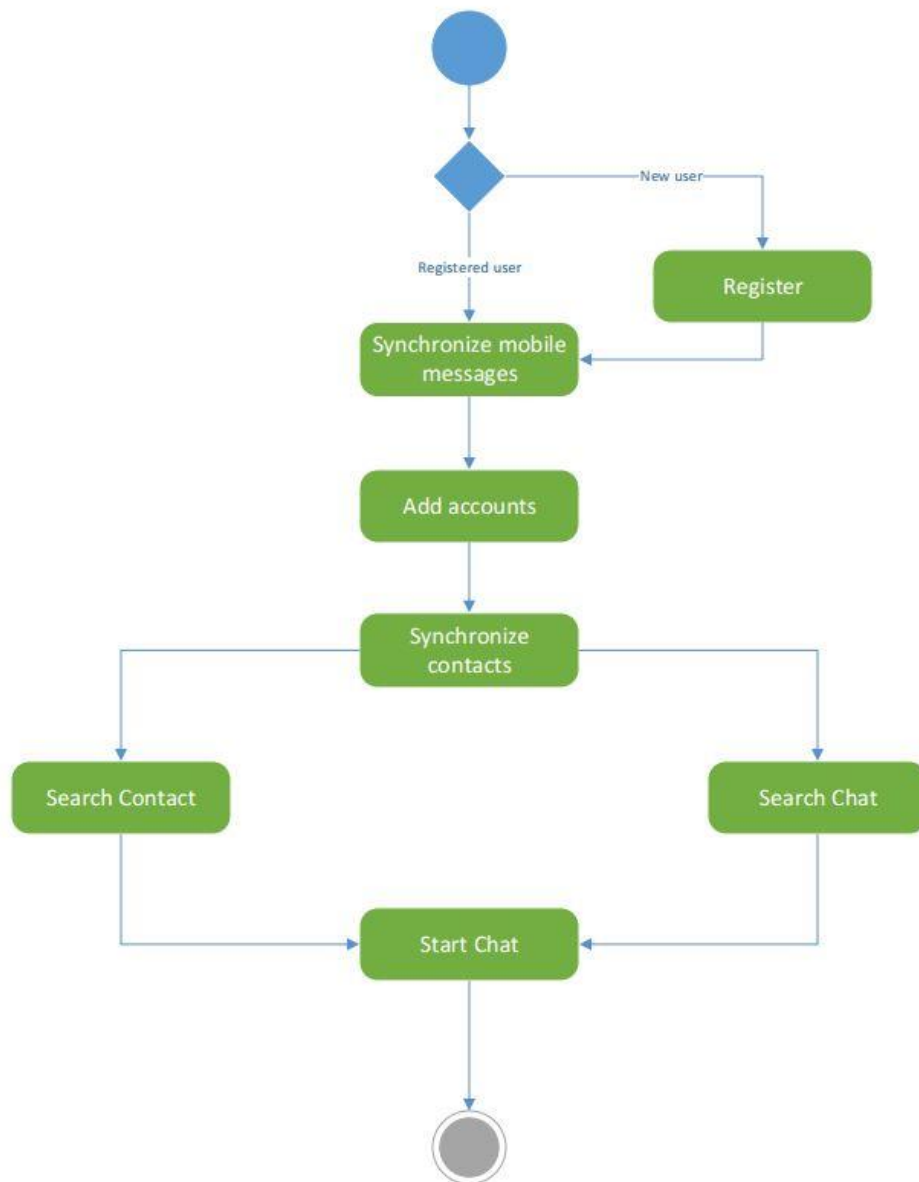 New user
Registered user
Register
Synchronize mobile
messages
Add accounts
Synchronize
contacts
Search Contact
Search Chat
Start Chat